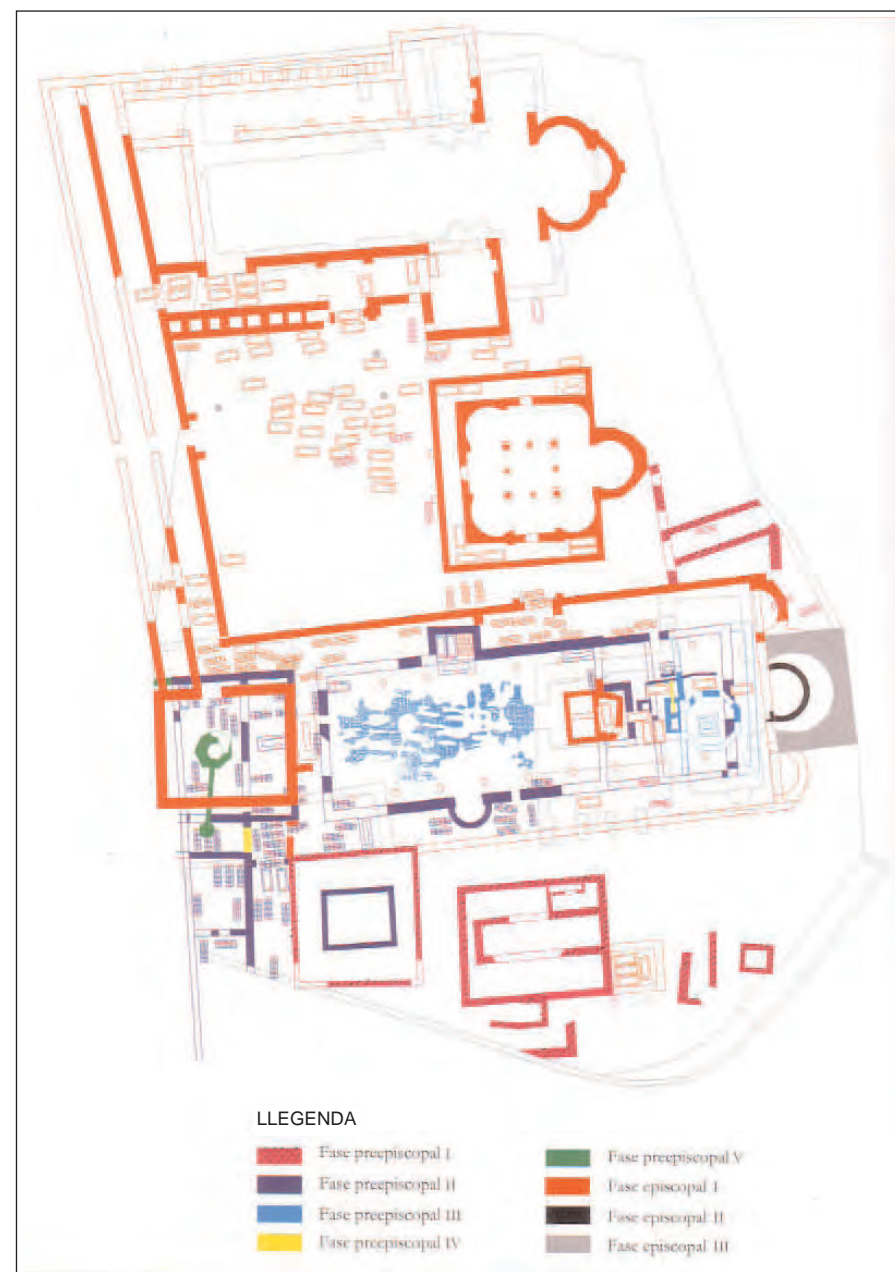 LLEGENDA
Fase preepiscopal I
Fase preepiscopal II
Fase preepiscopal III
Fase preepiscopal IV
Fase preepiscopal V
Fase episcopal I
Fase episcopal II
Fase episcopal III